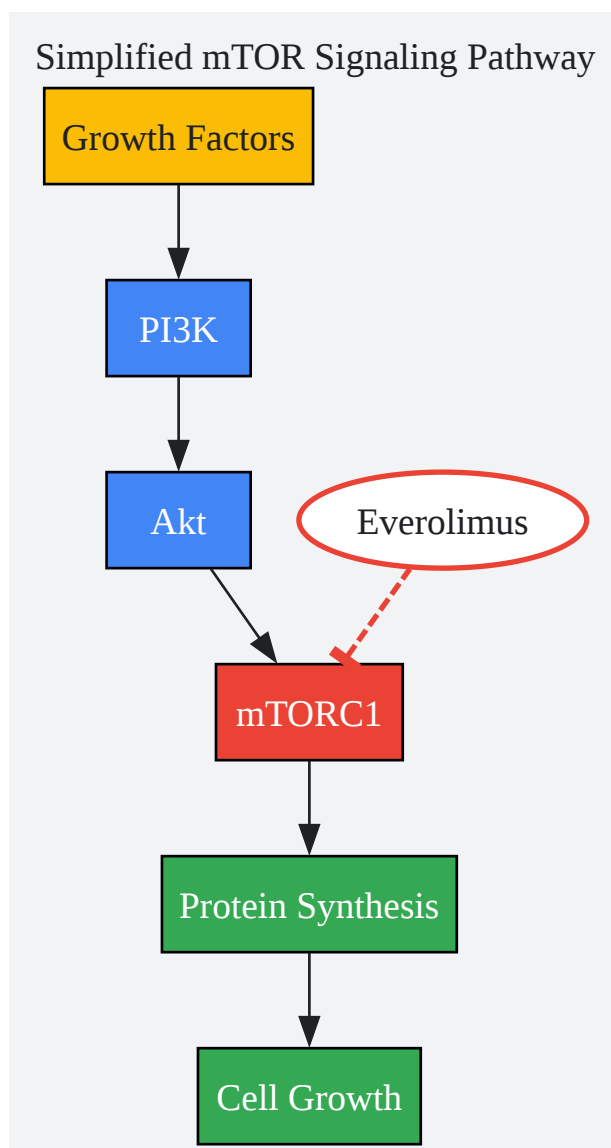 Simplified mTOR Signaling Pathway
Growth Factors
PI3K
Akt
Everolimus
mTORC1
Protein Synthesis
Cell Growth